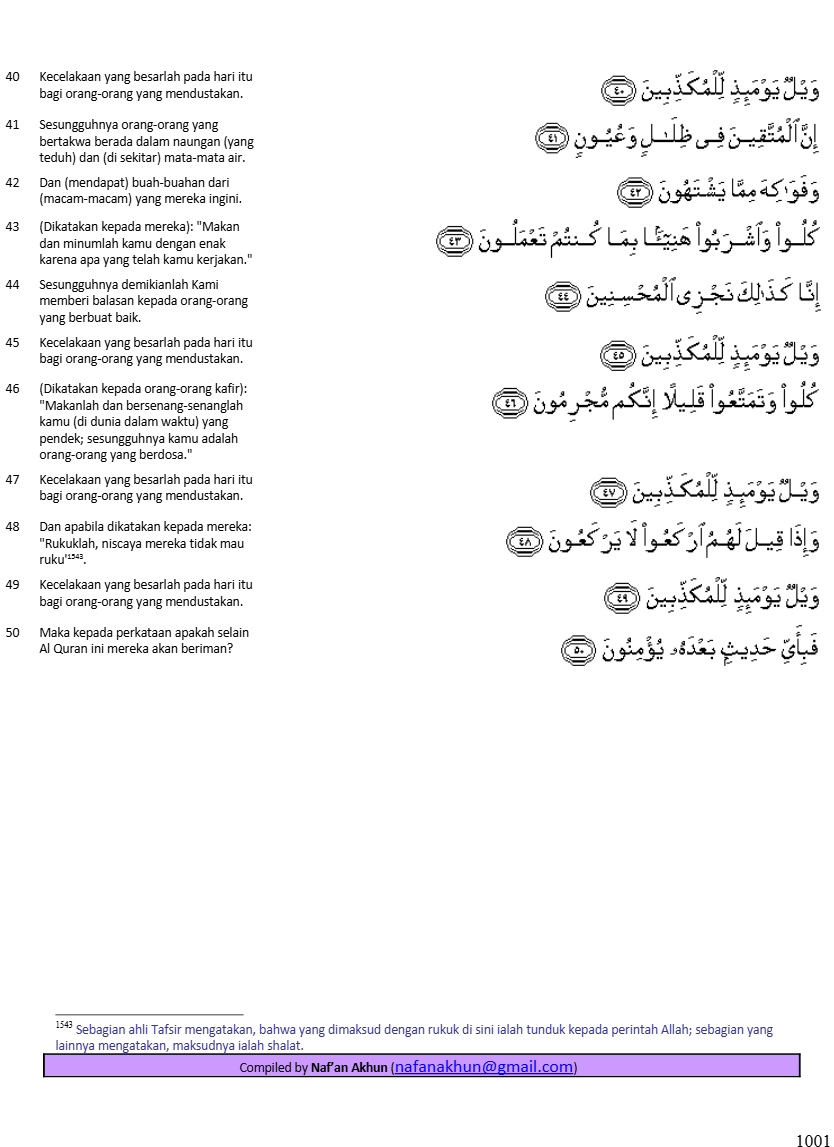 40 Kecelakaan yang besarlah pada hari itu
bagi orang-orang yang mendustakan.
وَيْلٌ يَوْمَئِذٍ لِّلْمُكَذِّبِينَ ٤٠
41 Sesungguhnya orang-orang yang
bertakwa berada dalam naungan (yang
teduh) dan (di sekitar) mata-mata air.
إِنَّ ٱلْمُتَّقِينَ فِى ظِلَـٰلٍ وَعُيُونٍ ٤١
42 Dan (mendapat) buah-buahan dari
(macam-macam) yang mereka ingini.
وَفَوَٰكِهَ مِمَّا يَشْتَهُونَ ٤٢
43 (Dikatakan kepada mereka): "Makan
dan minumlah kamu dengan enak
karena apa yang telah kamu kerjakan."
كُلُوا۟ وَٱشْرَبُوا۟ هَنِيٓـًٔۢا بِمَا كُنتُمْ تَعْمَلُونَ ٤٣
44 Sesungguhnya demikianlah Kami
memberi balasan kepada orang-orang
yang berbuat baik.
إِنَّا كَذَٰلِكَ نَجْزِى ٱلْمُحْسِنِينَ ٤٤
45 Kecelakaan yang besarlah pada hari itu
bagi orang-orang yang mendustakan.
وَيْلٌ يَوْمَئِذٍ لِّلْمُكَذِّبِينَ ٤٥
46 (Dikatakan kepada orang-orang kafir):
"Makanlah dan bersenang-senanglah
kamu (di dunia dalam waktu) yang
pendek; sesungguhnya kamu adalah
orang-orang yang berdosa."
كُلُوا۟ وَتَمَتَّعُوا۟ قَلِيلًا إِنَّكُم مُّجْرِمُونَ ٤٦
47 Kecelakaan yang besarlah pada hari itu
bagi orang-orang yang mendustakan.
وَيْلٌ يَوْمَئِذٍ لِّلْمُكَذِّبِينَ ٤٧
48 Dan apabila dikatakan kepada mereka:
"Rukuklah, niscaya mereka tidak mau
ruku'1543.
وَإِذَا قِيلَ لَهُمُ ٱرْكَعُوا۟ لَا يَرْكَعُونَ ٤٨
49 Kecelakaan yang besarlah pada hari itu
bagi orang-orang yang mendustakan.
وَيْلٌ يَوْمَئِذٍ لِّلْمُكَذِّبِينَ ٤٩
50 Maka kepada perkataan apakah selain
Al Quran ini mereka akan beriman?
فَبِأَىِّ حَدِيثٍۭ بَعْدَهُۥ يُؤْمِنُونَ ٥٠
1543 Sebagian ahli Tafsir mengatakan, bahwa yang dimaksud dengan rukuk di sini ialah tunduk kepada perintah Allah; sebagian yang
lainnya mengatakan, maksudnya ialah shalat.
Compiled by Naf’an Akhun (nafanakhun@gmail.com)
1001